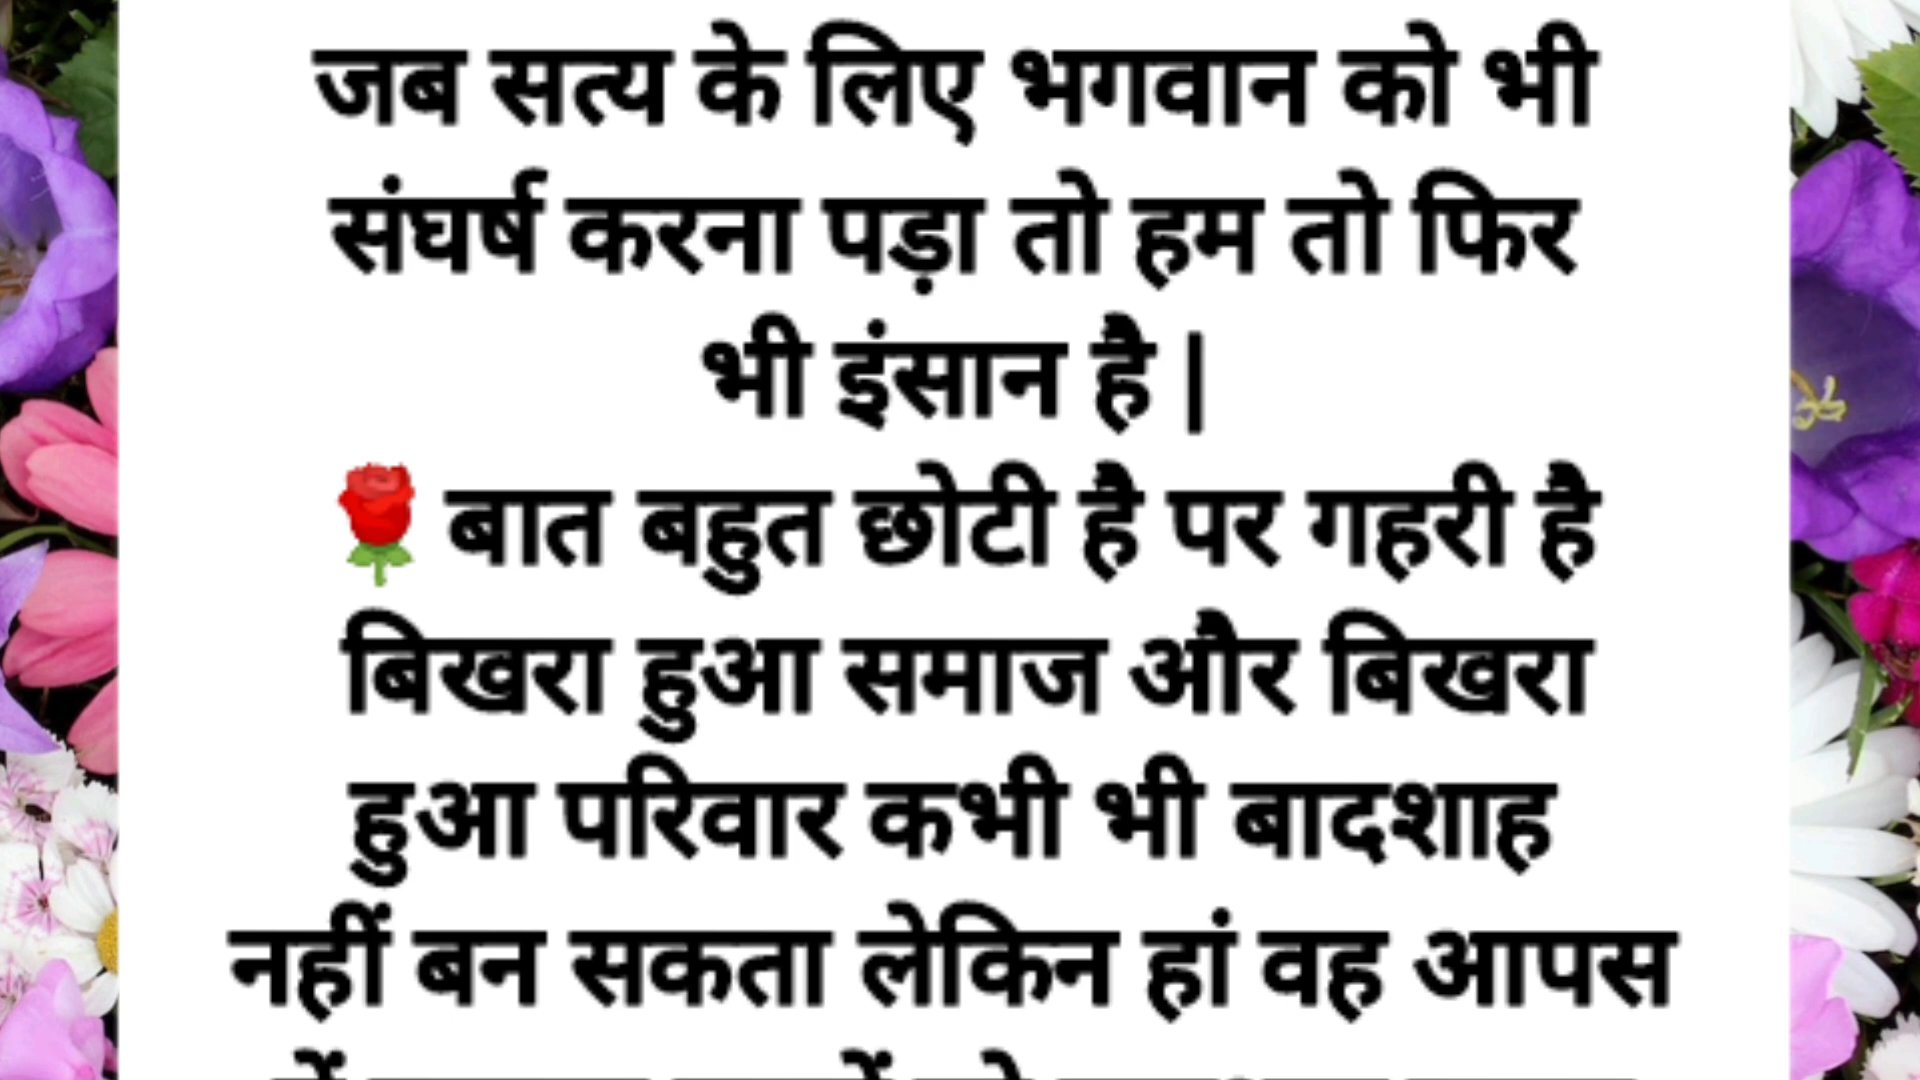 जब सत्य के लिए भगवान को भी
संघर्ष करना पड़ा तो हम तो फिर
भी इंसान है |
🌹बात बहुत छोटी है पर गहरी है
बिखरा हुआ समाज और बिखरा
हुआ परिवार कभी भी बादशाह
नहीं बन सकता लेकिन हां वह आपस